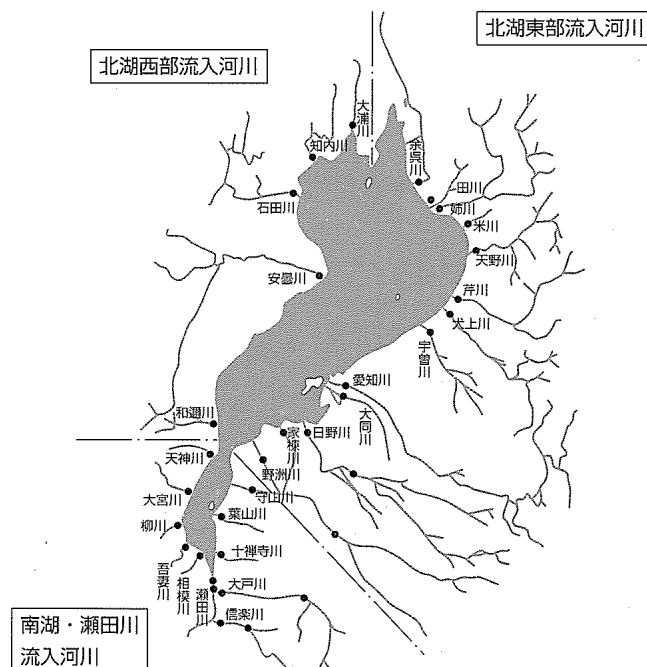 北湖東部流入河川
北湖西部流入河川
大浦川
知内川
余呉川
石田川
田川
姉川
米川
天野川
安曇川
芹川
犬上川
宇曽川
愛知川
大同川
和邇川
家棟川
日野川
天神川
野洲川
大宮川
守山川
葉山川
柳川
十禅寺川
吾妻川
相模川
瀬田川
大戸川
信楽川
南湖・瀬田川
流入河川